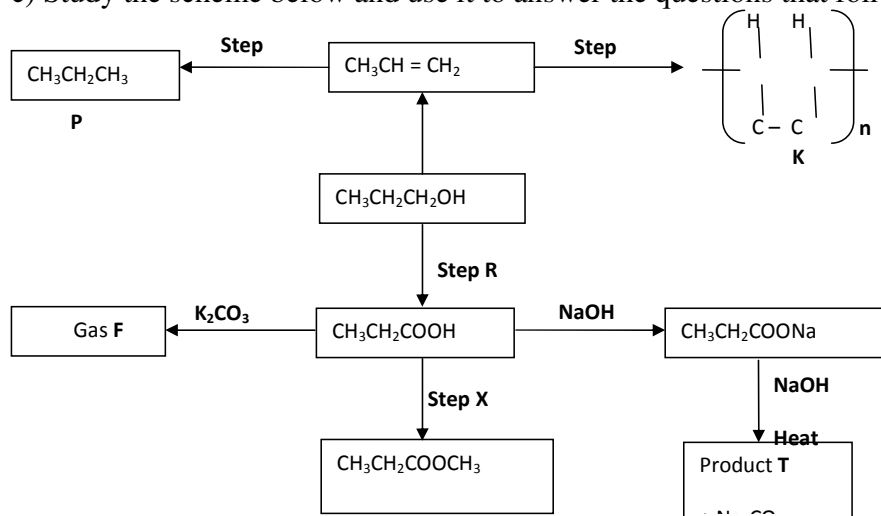 c) Study the scheme below and use it to answer the questions that foll
Step
Step
H H
CH₃CH₂CH₃
CH₃CH = CH₂
P
C – C
n
K
CH₃CH₂CH₂OH
Step R
K₂CO₃
NaOH
Gas F
CH₃CH₂COOH
CH₃CH₂COONa
Step X
NaOH
Heat
CH₃CH₂COOCH₃
Product T